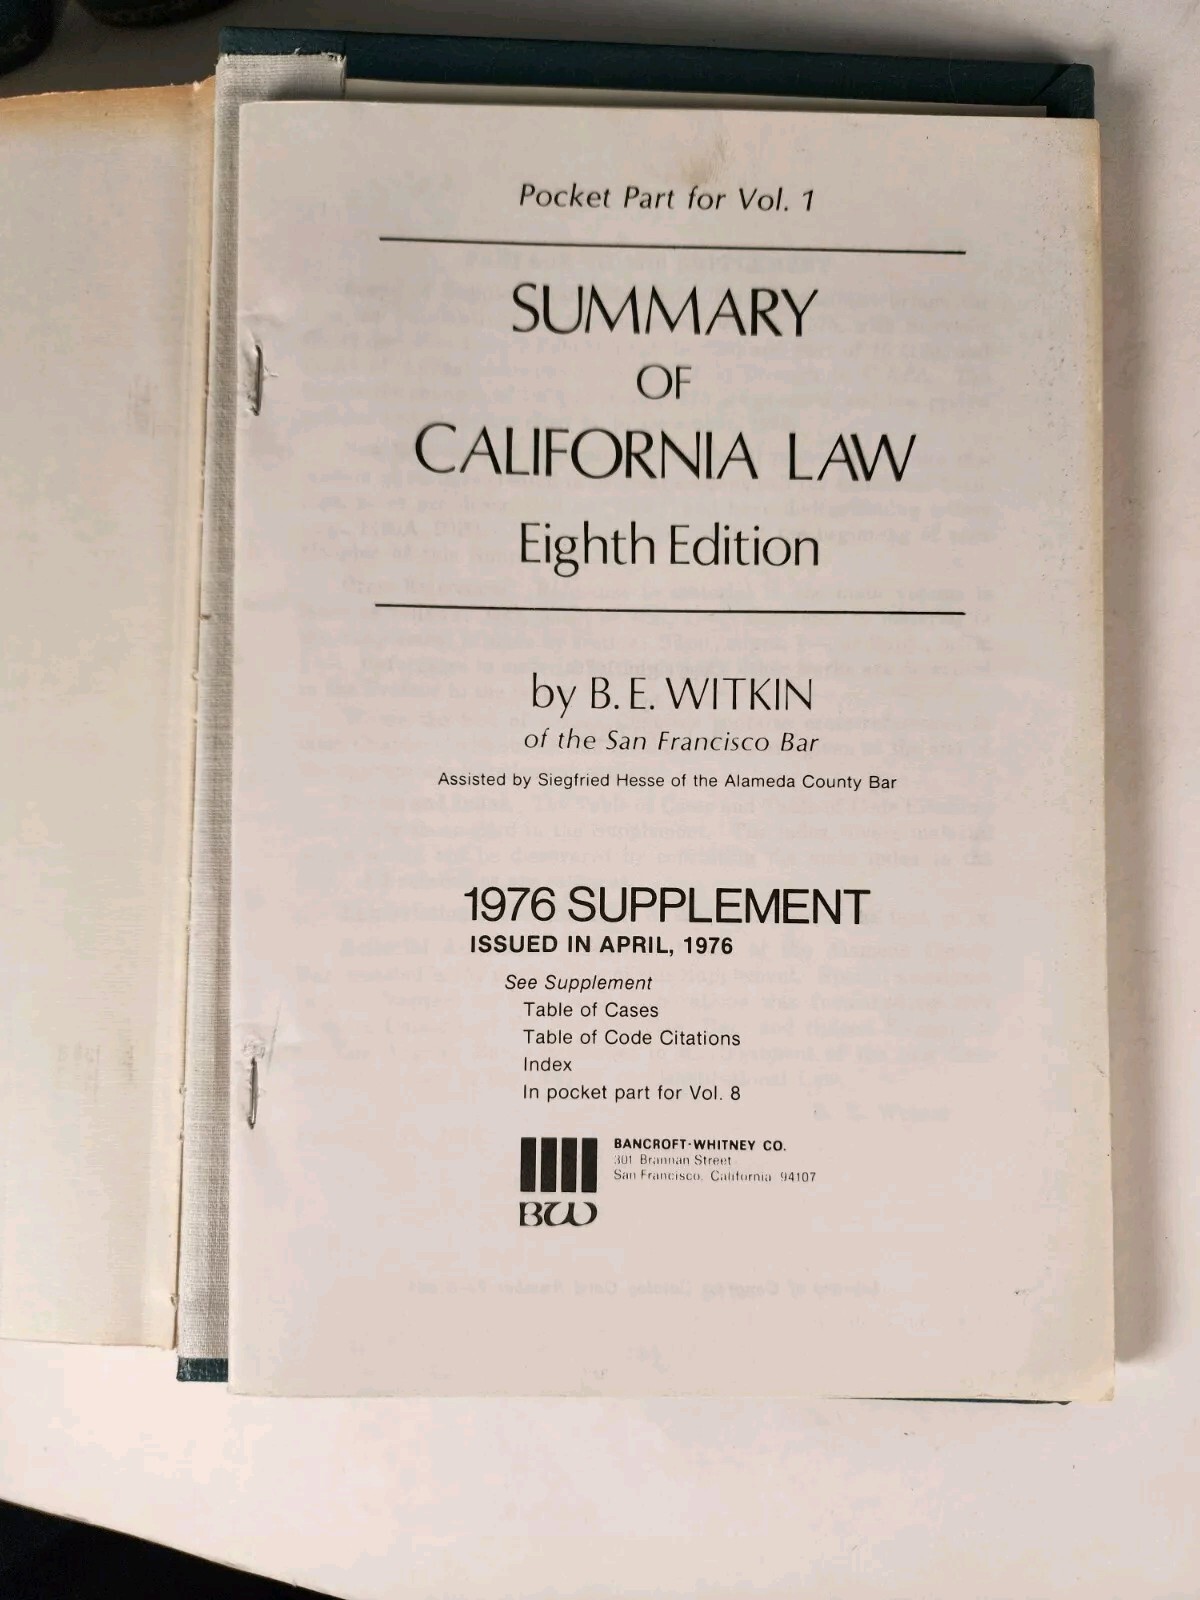 Pocket Part for Vol. 1
SUMMARY
OF
CALIFORNIA LAW
Eighth Edition
by B. E. WITKIN
of the San Francisco Bar
Assisted by Siegfried Hesse of the Alameda County Bar
1976 SUPPLEMENT
ISSUED IN APRIL, 1976
See Supplement
Table of Cases
Table of Code Citations
Index
In pocket part for Vol. 8
BANCROFT-WHITNEY CO.
301 Brannan Street
San Francisco, California 94107
BW